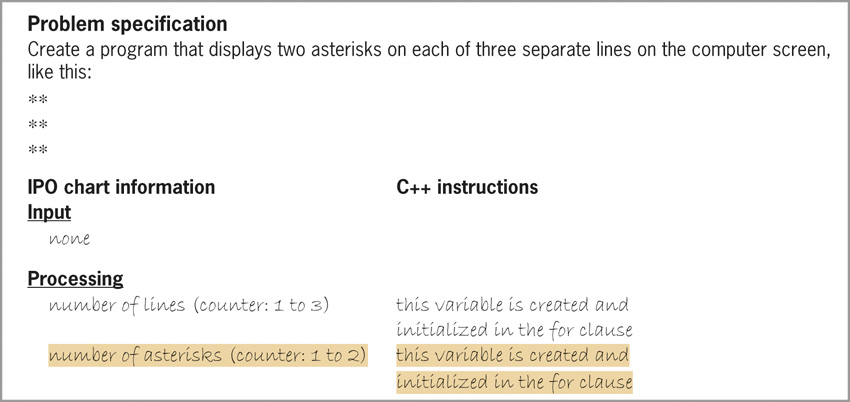 Problem specification
Create a program that displays two asterisks on each of three separate lines on the computer screen,
like this:
**
**
**
IPO chart information C++ instructions
Input
none
Processing
number of lines (counter: 1 to 3) this variable is created and
initialized in the for clause
number of asterisks (counter: 1 to 2) this variable is created and
initialized in the for clause